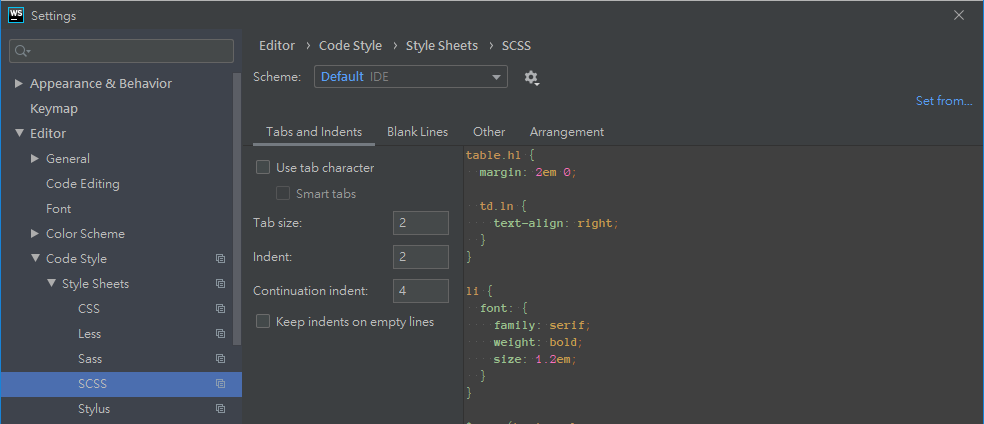 WS Settings
Editor › Code Style › Style Sheets › SCSS
Scheme: Default IDE
Set from...
Appearance & Behavior
Keymap
Editor
General
Code Editing
Font
Color Scheme
Code Style
Style Sheets
CSS
Less
Sass
SCSS
Stylus
Tabs and Indents Blank Lines Other Arrangement
Use tab character
Smart tabs
Tab size: 2
Indent: 2
Continuation indent: 4
Keep indents on empty lines
table.hl {
margin: 2em 0;
td.ln {
text-align: right;
}
}
li {
font: {
family: serif;
weight: bold;
size: 1.2em;
}
}